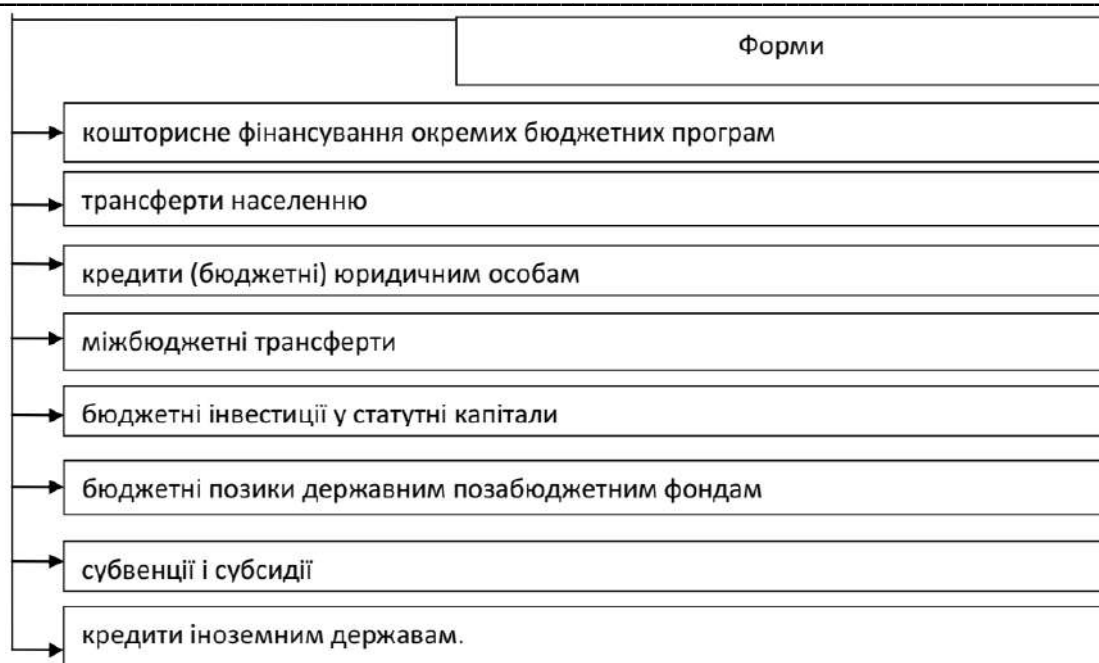 Форми
кошторисне фінансування окремих бюджетних програм
трансферти населенню
кредити (бюджетні) юридичним особам
міжбюджетні трансферти
бюджетні інвестиції у статутні капітали
бюджетні позики державним позабюджетним фондам
субвенції і субсидії
кредити іноземним державам.